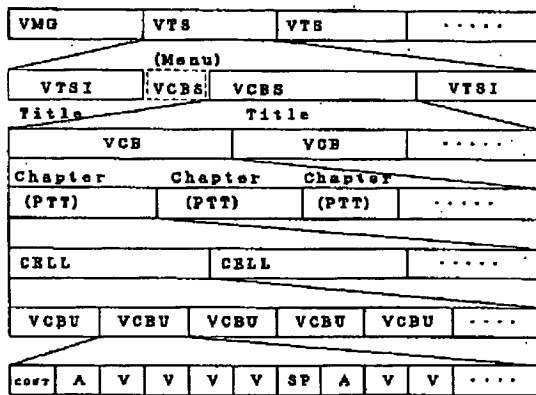 VMG VTS VTS .....
(Menu)
VTSI VCBS VCBS VTSI
Title Title
VCB VCB .....
Chapter Chapter Chapter
(PTT) (PTT) (PTT) .....
CELL CELL .....
VCBU VCBU VCBU VCBU VCBU ....
CONT A V V V V SP A V V ....